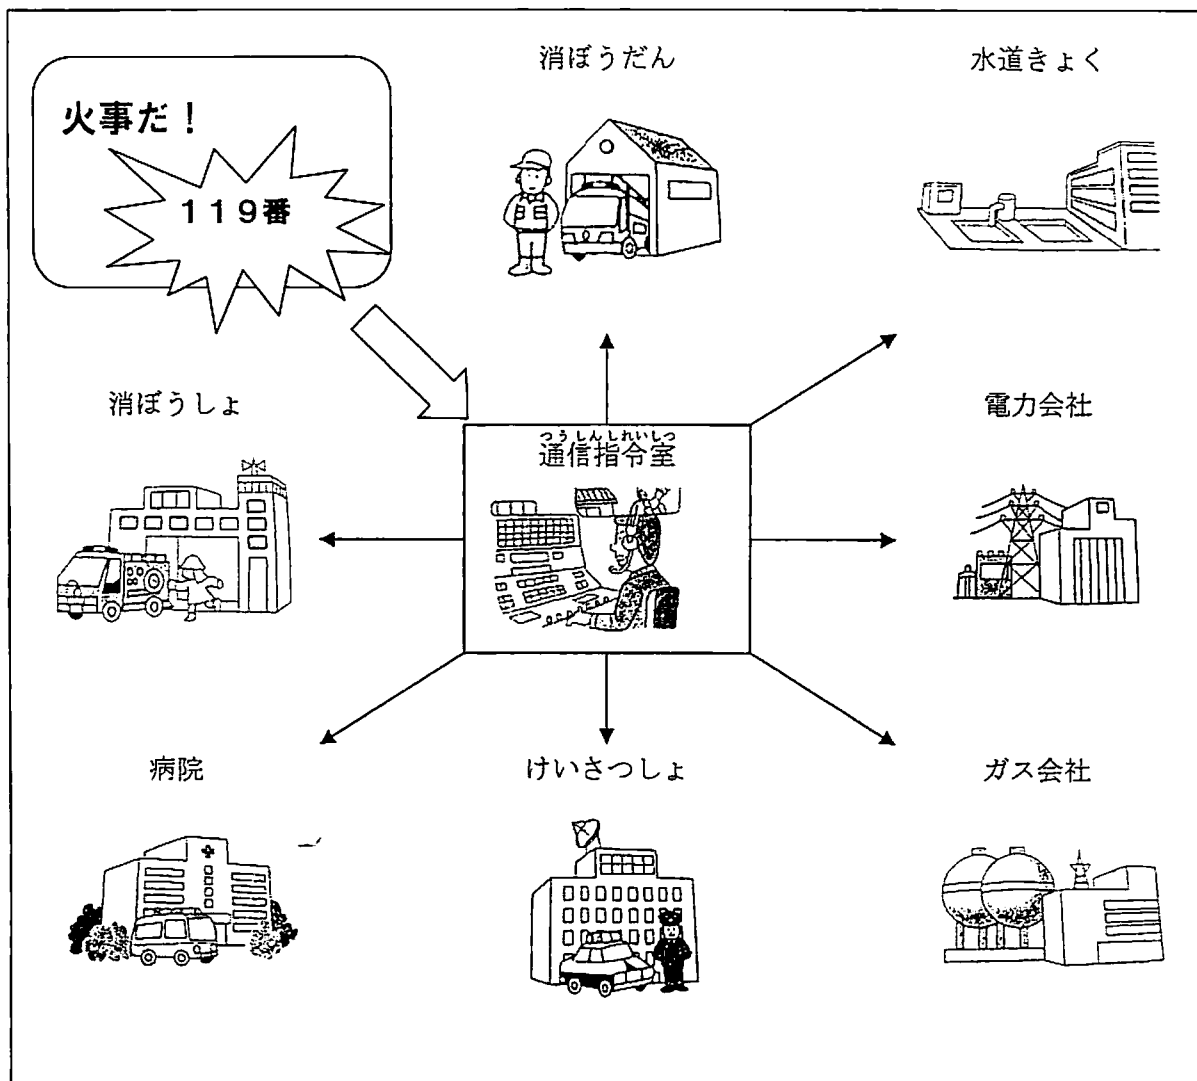 火事だ！
119番
消ぼうだん
水道きょく
消ぼうしょ
つうしんしれいしつ
通信指令室
電力会社
病院
けいさつしょ
ガス会社